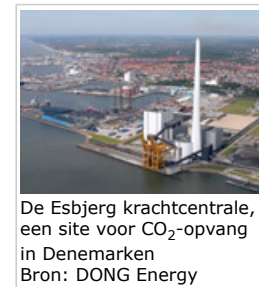 De Esbjerg krachtcentrale,
een site voor CO₂-opvang
in Denemarken
Bron: DONG Energy